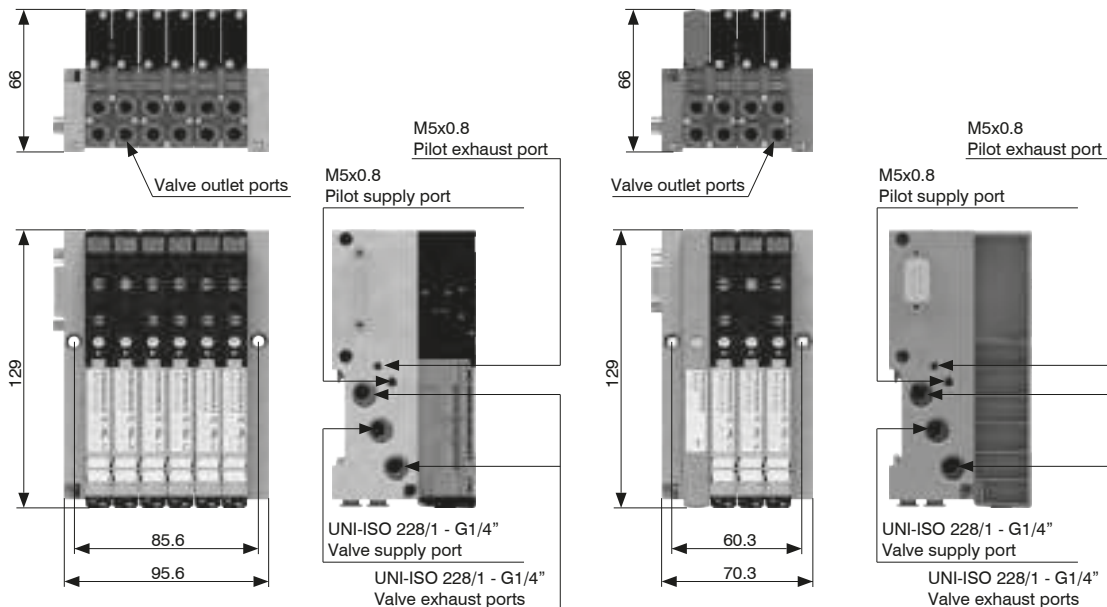 66
M5x0.8
Pilot exhaust port
Valve outlet ports
M5x0.8
Pilot supply port
129
UNI-ISO 228/1 - G1/4”
Valve supply port
85.6
95.6
UNI-ISO 228/1 - G1/4”
Valve exhaust ports
66
M5x0.8
Pilot exhaust port
Valve outlet ports
M5x0.8
Pilot supply port
129
UNI-ISO 228/1 - G1/4”
Valve supply port
60.3
70.3
UNI-ISO 228/1 - G1/4”
Valve exhaust ports